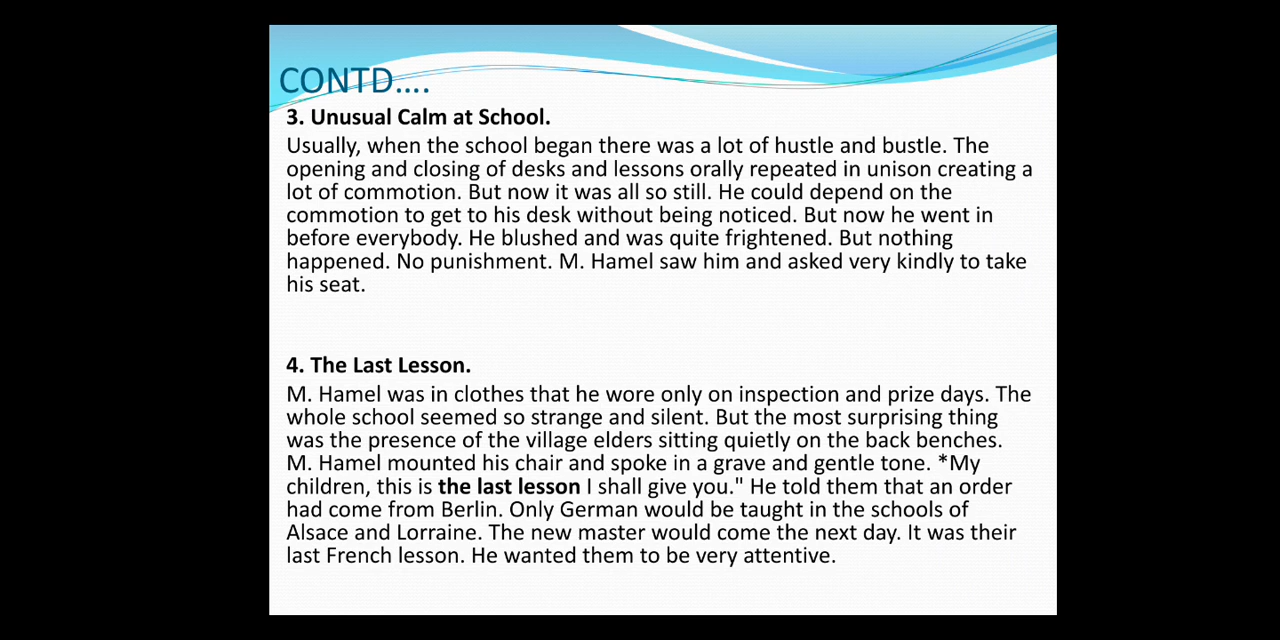 CONTD....
3. Unusual Calm at School.
Usually, when the school began there was a lot of hustle and bustle. The
opening and closing of desks and lessons orally repeated in unison creating a
lot of commotion. But now it was all so still. He could depend on the
commotion to get to his desk without being noticed. But now he went in
before everybody. He blushed and was quite frightened. But nothing
happened. No punishment. M. Hamel saw him and asked very kindly to take
his seat.
4. The Last Lesson.
M. Hamel was in clothes that he wore only on inspection and prize days. The
whole school seemed so strange and silent. But the most surprising thing
was the presence of the village elders sitting quietly on the back benches.
M. Hamel mounted his chair and spoke in a grave and gentle tone. *My
children, this is the last lesson I shall give you." He told them that an order
had come from Berlin. Only German would be taught in the schools of
Alsace and Lorraine. The new master would come the next day. It was their
last French lesson. He wanted them to be very attentive.